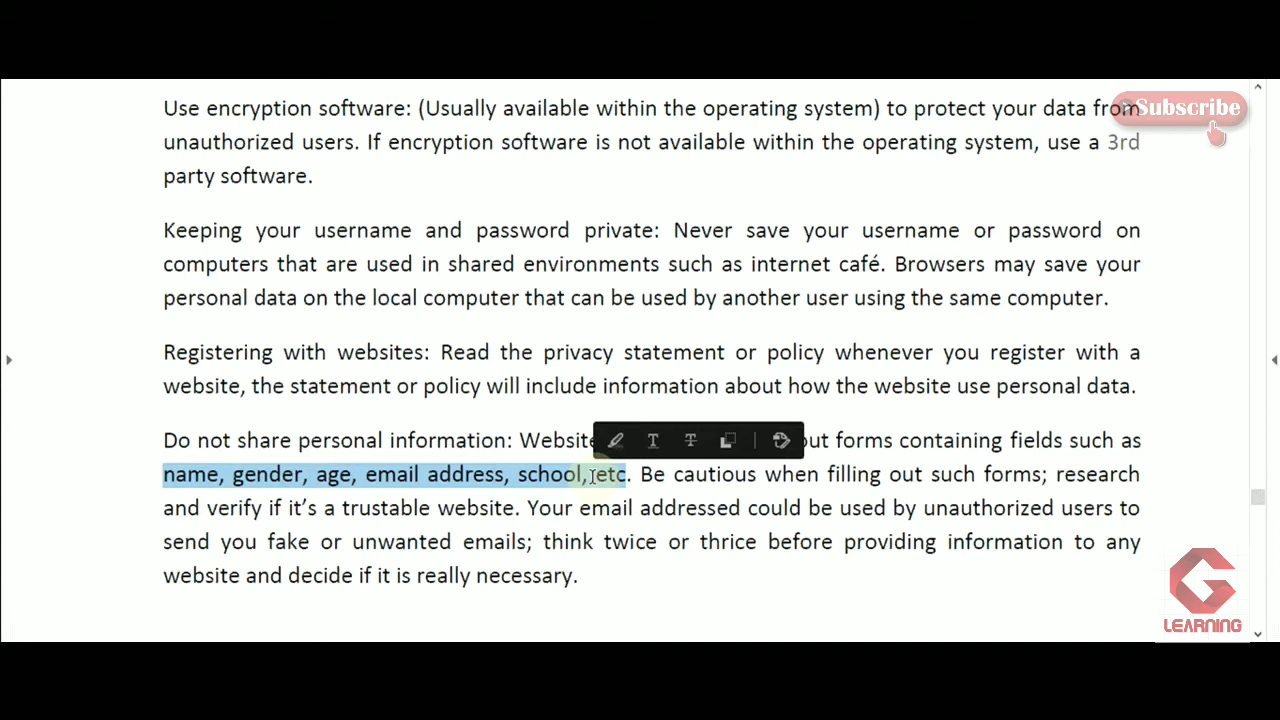 Use encryption software: (Usually available within the operating system) to protect your data from
Subscribe
unauthorized users. If encryption software is not available within the operating system, use a 3rd
party software.
Keeping your username and password private: Never save your username or password on
computers that are used in shared environments such as internet café. Browsers may save your
personal data on the local computer that can be used by another user using the same computer.
Registering with websites: Read the privacy statement or policy whenever you register with a
website, the statement or policy will include information about how the website use personal data.
Do not share personal information: Website out forms containing fields such as
name, gender, age, email address, school, etc. Be cautious when filling out such forms; research
and verify if it’s a trustable website. Your email addressed could be used by unauthorized users to
send you fake or unwanted emails; think twice or thrice before providing information to any
website and decide if it is really necessary.
G
LEARNING